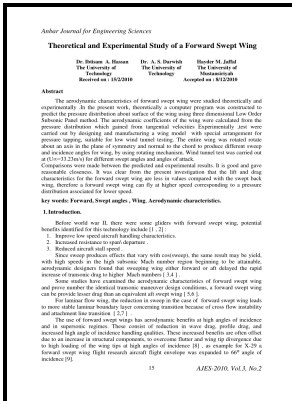 Anbar Journal for Engineering Sciences
Theoretical and Experimental Study of a Forward Swept Wing
Dr. Ibtisam A. Hassan Dr. A. S. Darwish Hayder M. Jaffal
The University of The University of The University of
Technology Technology Mustansiriyah
Received on : 15/2/2010 Accepted on : 8/12/2010
Abstract
The aerodynamic characteristics of forward swept wing were studied theoretically and
experimentally. In the present work, theoretically a computer program was constructed to
predict the pressure distribution about surface of the wing using three dimensional Low Order
Subsonic Panel method. The aerodynamic coefficients of the wing were calculated from the
pressure distribution which gained from tangential velocities Experimentally ,test were
carried out by designing and manufacturing a wing model with special arrangement for
pressure tapping, suitable for low wind tunnel testing. The entire wing was rotated rotate
about an axis in the plane of symmetry and normal to the chord to produce different sweep
and incidence angles for wing, by using rotating mechanism. Wind tunnel test was carried out
at (U∞=33.23m/s) for different swept angles and angles of attack.
Comparisons were made between the predicted and experimental results. It is good and gave
reasonable closeness. It was clear from the present investigation that the lift and drag
characteristics for the forward swept wing are less in values compared with the swept back
wing, therefore a forward swept wing can fly at higher speed corresponding to a pressure
distribution associated for lower speed.
key words: Forward, Swept angles , Wing, Aerodynamic characteristics.
1. Introduction.
Before world war II, there were some gliders with forward swept wing, potential
benefits identified for this technology include [1 , 2] :
1. Improve low speed aircraft handling characteristics.
2. Increased resistance to spun\ departure .
3. Reduced aircraft stall speed .
Since sweep produces effects that vary with cos(sweep), the same result may be yield,
with high speeds in the high subsonic Mach number region beginning to be attainable,
aerodynamic designers found that sweeping wing either forward or aft delayed the rapid
increase of transonic drag to higher Mach numbers [ 3,4 ] .
Some studies have examined the aerodynamic characteristics of forward swept wing
and prove number the identical transonic maneuver design conditions, a forward swept wing
can be provide lesser drag than an equivalent aft swept wing [ 5,6 ].
For laminar flow wing, the reduction in sweep in the case of forward swept wing leads
to more stable laminar boundary layer concerning transition because of cross flow instability
and attachment line transition [ 2,7 ] .
The use of forward swept wings has aerodynamic benefits at high angles of incidence
and in supersonic regimes. These consist of reduction in wave drag, profile drag, and
increased high angle of incidence handling qualities. These increased benefits are often offset
due to an increase in structural components, to overcome flutter and wing tip divergence due
to high loading of the wing tips at high angles of incidence [8] , as example for X-29 a
forward swept wing flight research aircraft flight envelope was expanded to 66° angle of
incidence [9].
15 AJES-2010, Vol.3, No.2